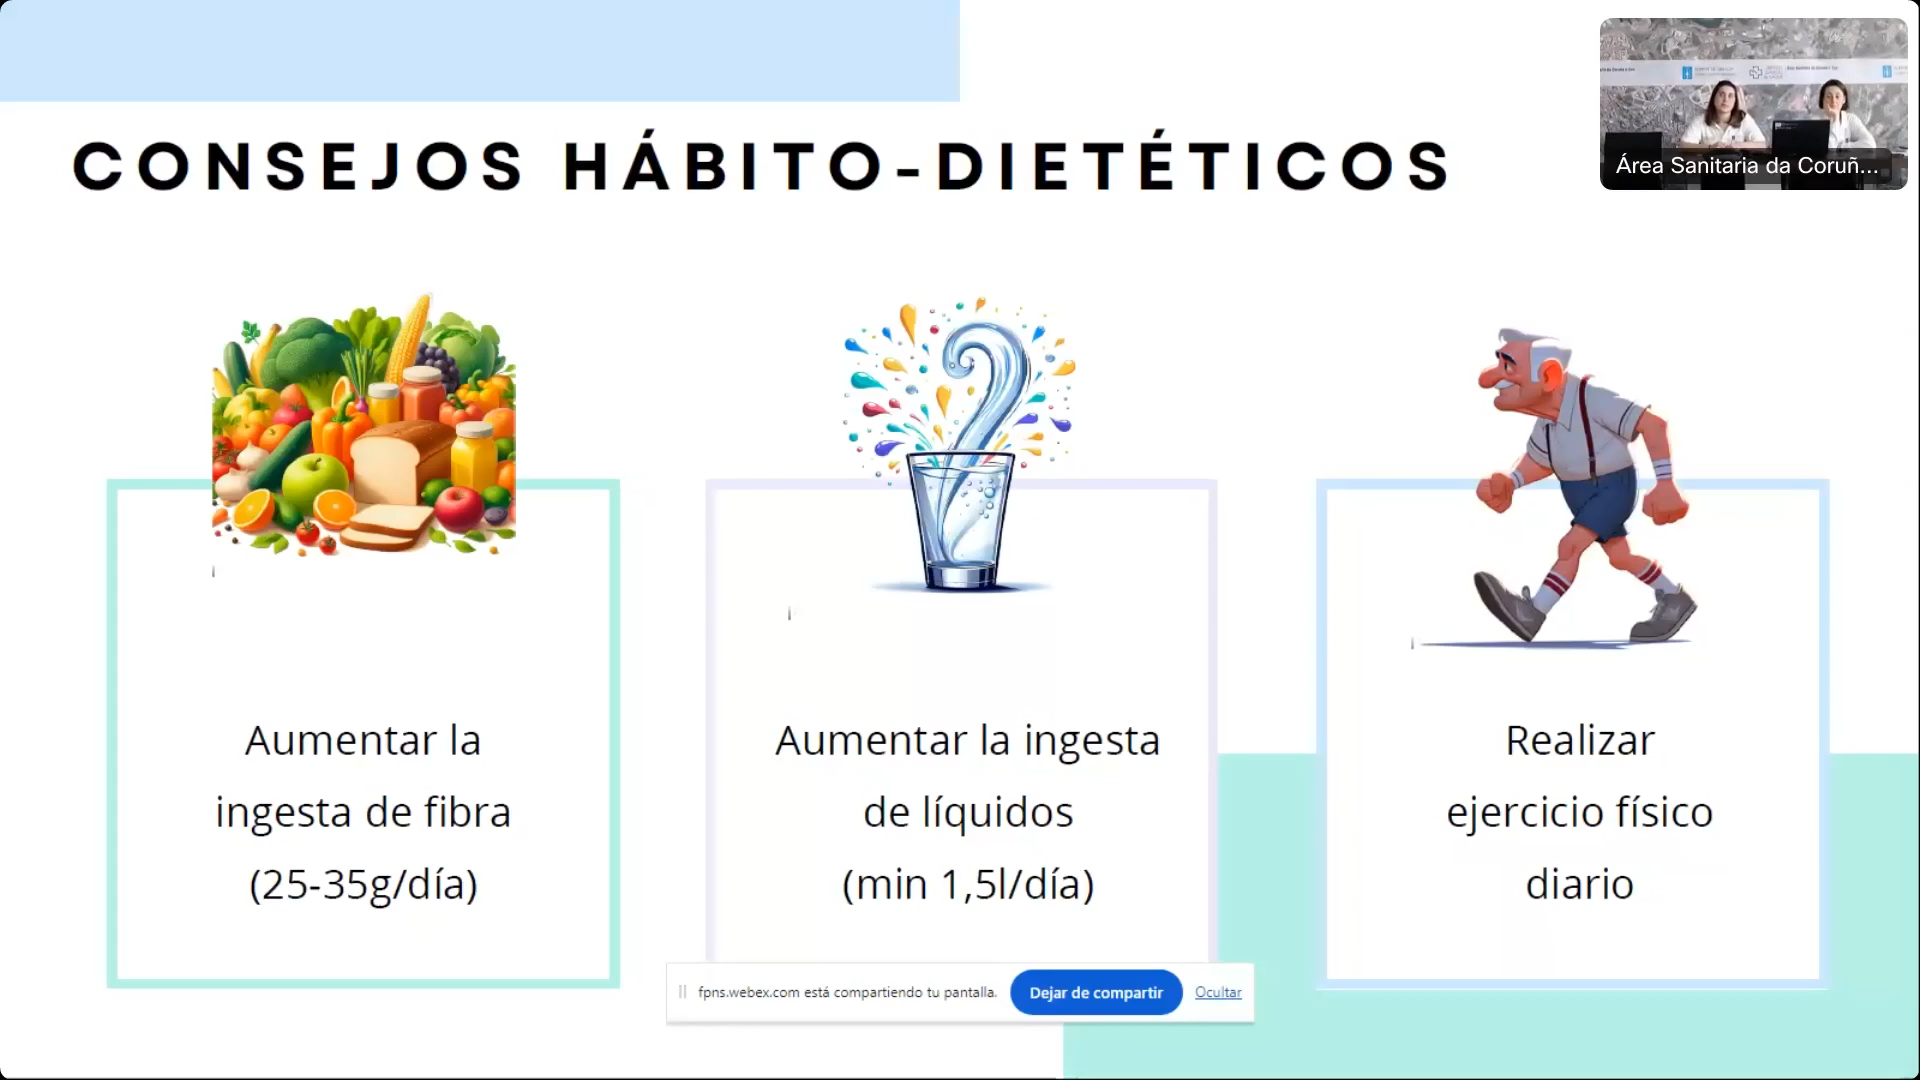 CONSEJOS HÁBITO-DIETÉTICOS
Área Sanitaria da Coruñ...
Aumentar la
ingesta de fibra
(25-35g/día)
Aumentar la ingesta
de líquidos
(min 1,5l/día)
Realizar
ejercicio físico
diario
fpns.webex.com está compartiendo tu pantalla.
Dejar de compartir
Ocultar